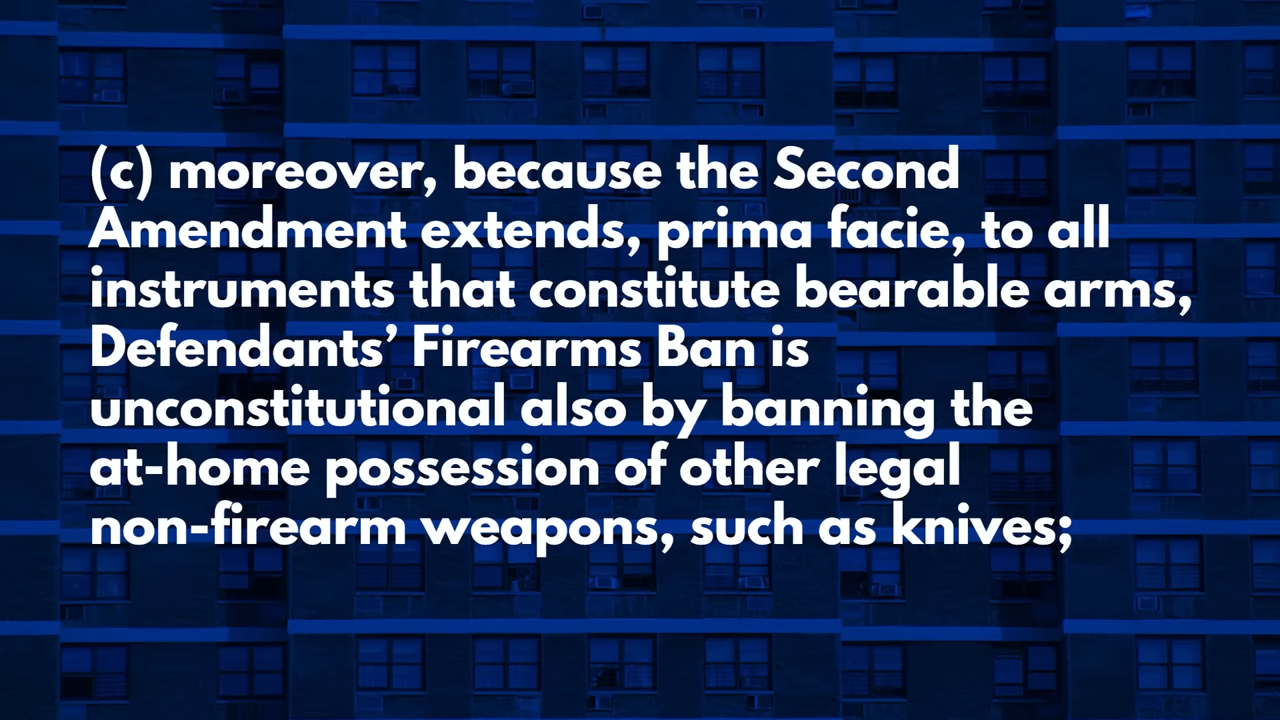 (c) moreover, because the Second
Amendment extends, prima facie, to all
instruments that constitute bearable arms,
Defendants’ Firearms Ban is
unconstitutional also by banning the
at-home possession of other legal
non-firearm weapons, such as knives;